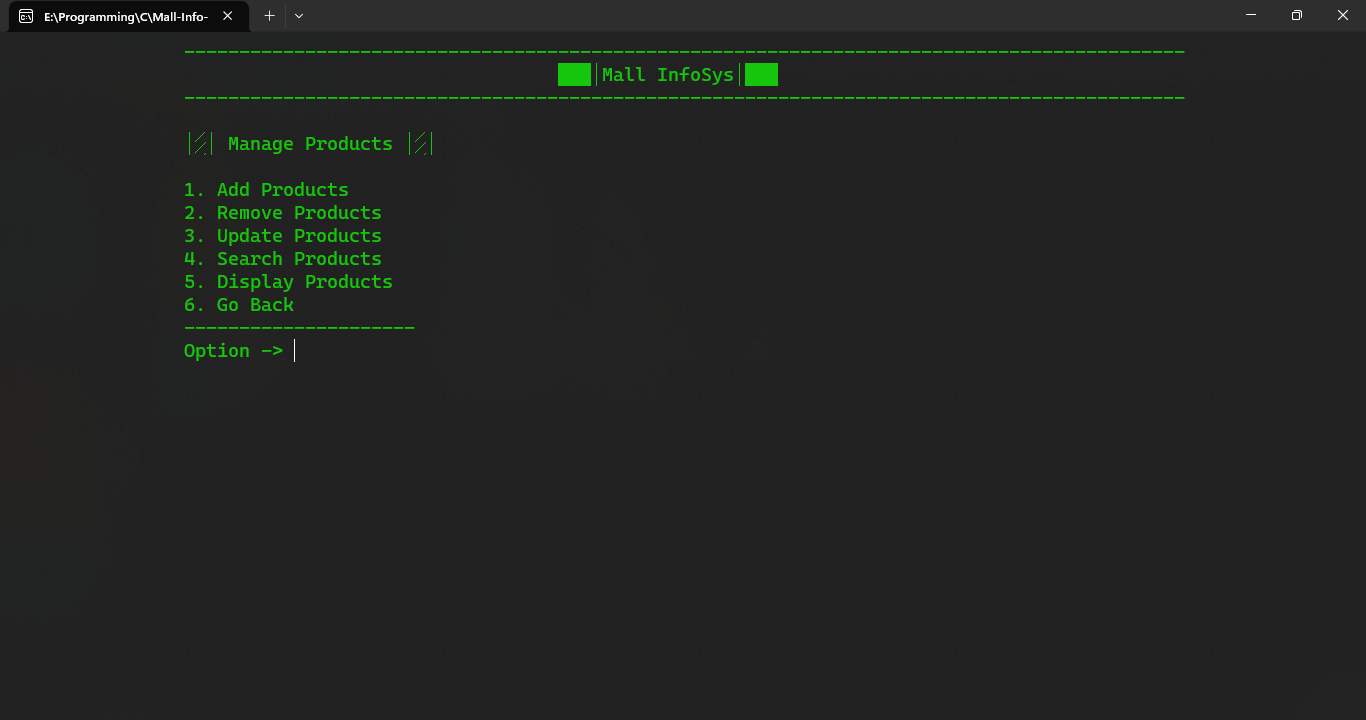 E:\Programming\C\Mall-Info-
Mall InfoSys
Manage Products
1. Add Products
2. Remove Products
3. Update Products
4. Search Products
5. Display Products
6. Go Back
---------------------
Option ->